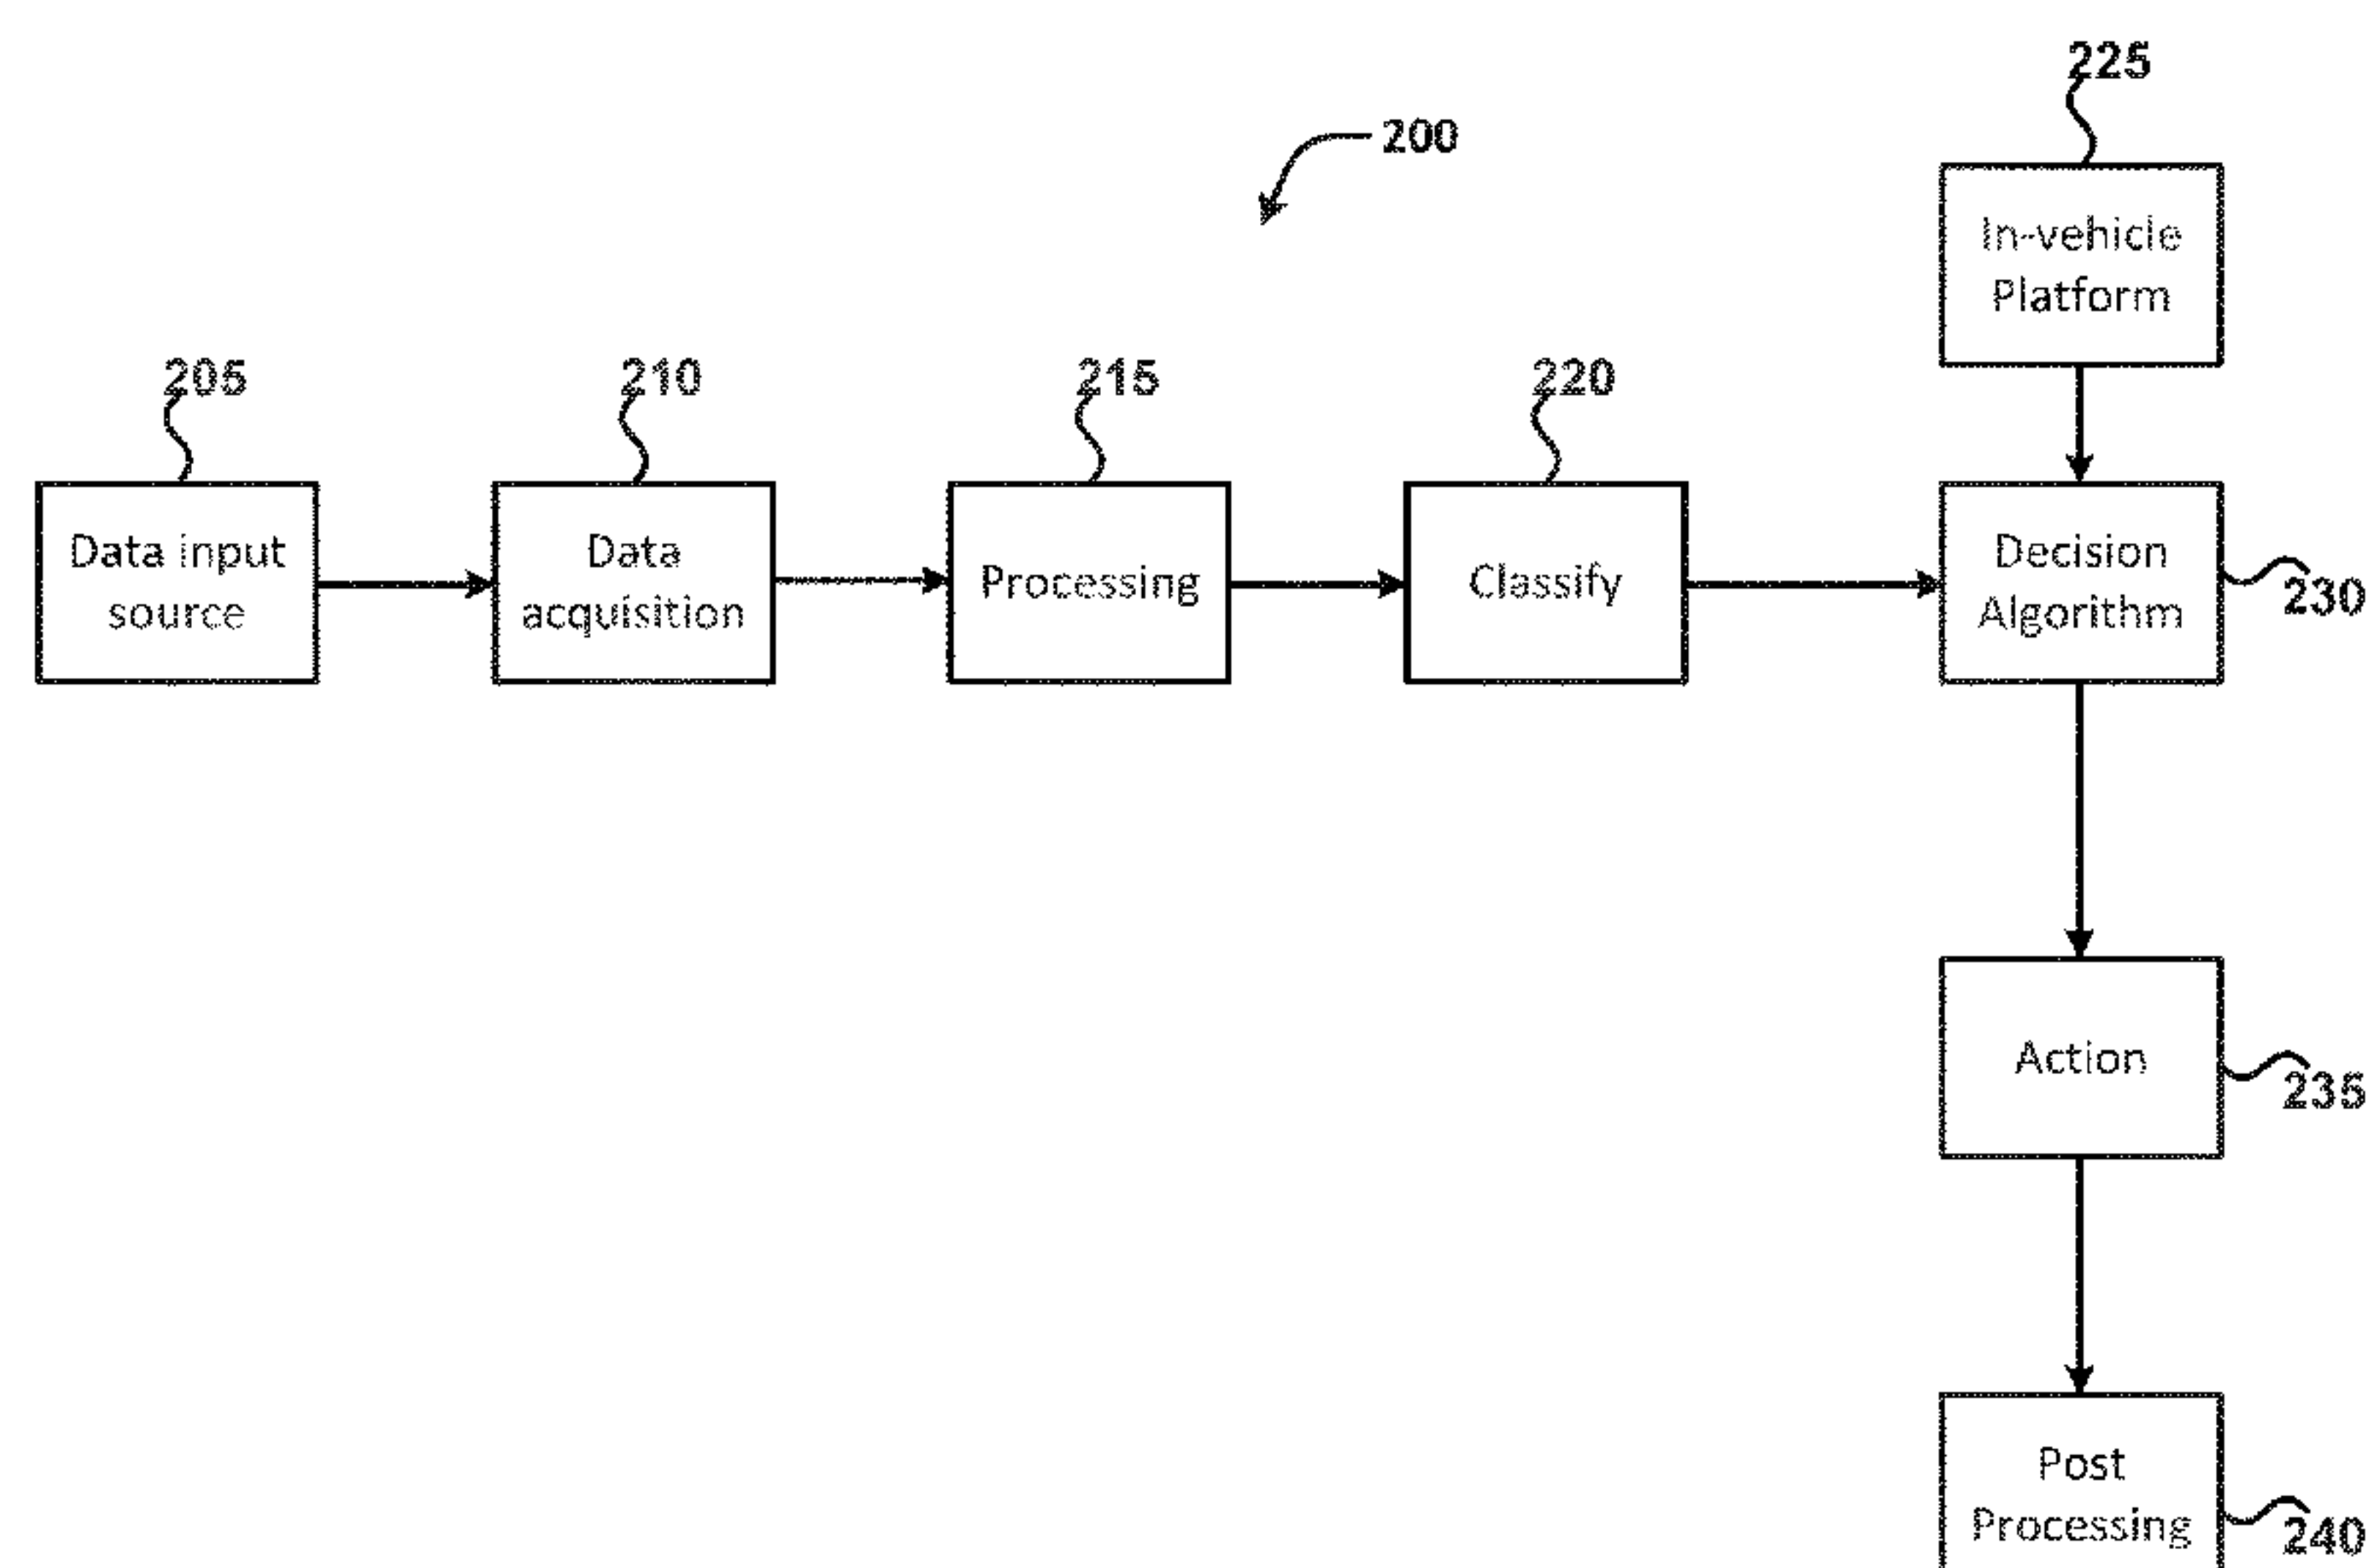 225
200
In-vehicle
Platform
205
210
215
220
Data input
source
Data
acquisition
Processing
Classify
Decision
Algorithm
230
Action
235
Post
Processing
240